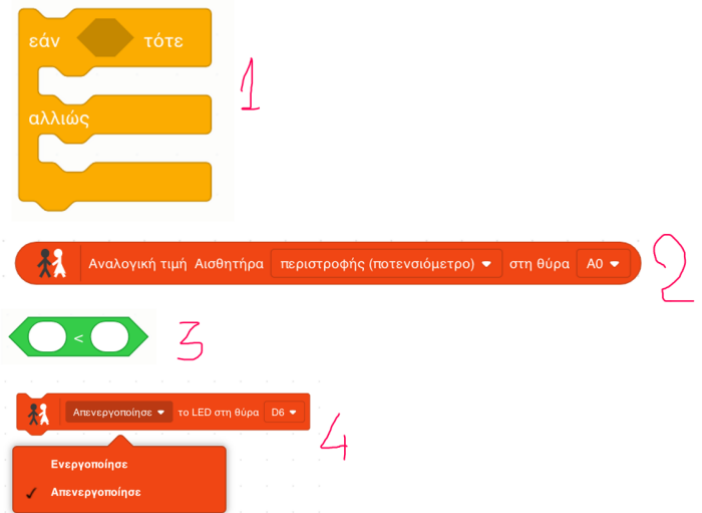 εάν τότε
1
αλλιώς
Αναλογική τιμή Αισθητήρα περιστροφής (ποτενσιόμετρο) στη θύρα A0
2
<
3
Απενεργοποίησε το LED στη θύρα D6
4
Ενεργοποίησε
✓ Απενεργοποίησε